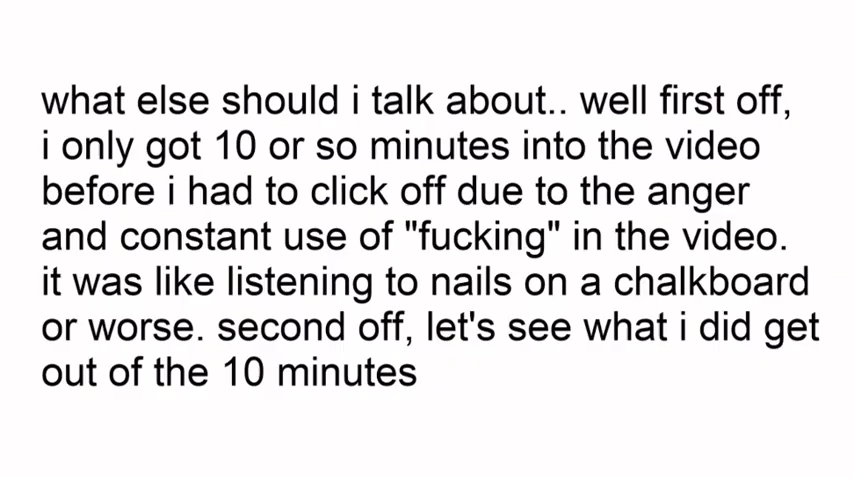 what else should i talk about.. well first off,
i only got 10 or so minutes into the video
before i had to click off due to the anger
and constant use of "fucking" in the video.
it was like listening to nails on a chalkboard
or worse. second off, let's see what i did get
out of the 10 minutes